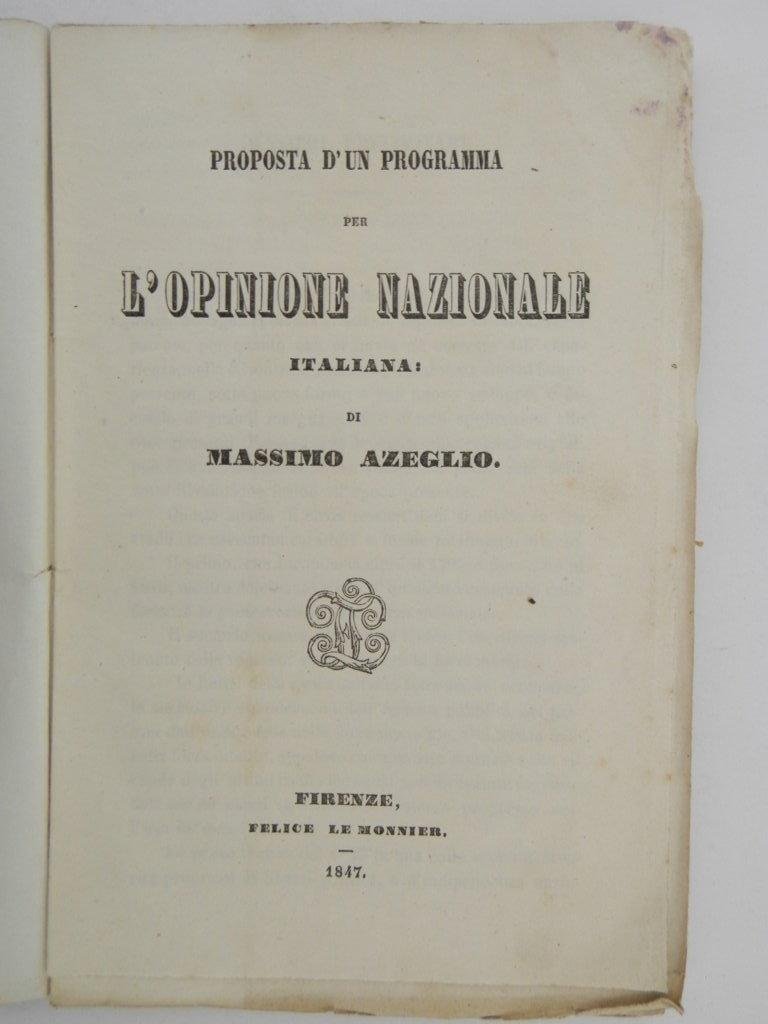 PROPOSTA D'UN PROGRAMMA
PER
L'OPINIONE NAZIONALE
ITALIANA:
DI
MASSIMO AZEGLIO.
FIRENZE,
FELICE LE MONNIER.
1847.